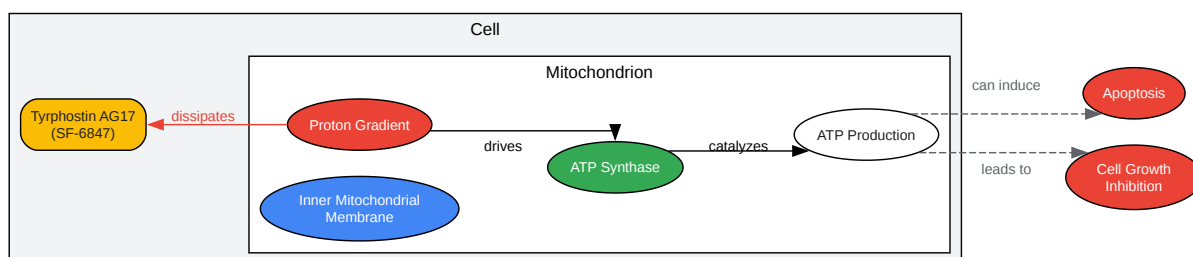 Cell
Mitochondrion
Tyrphostin AG17
(SF-6847)
dissipates
Proton Gradient
drives
ATP Synthase
catalyzes
ATP Production
can induce
Apoptosis
leads to
Cell Growth
Inhibition
Inner Mitochondrial
Membrane